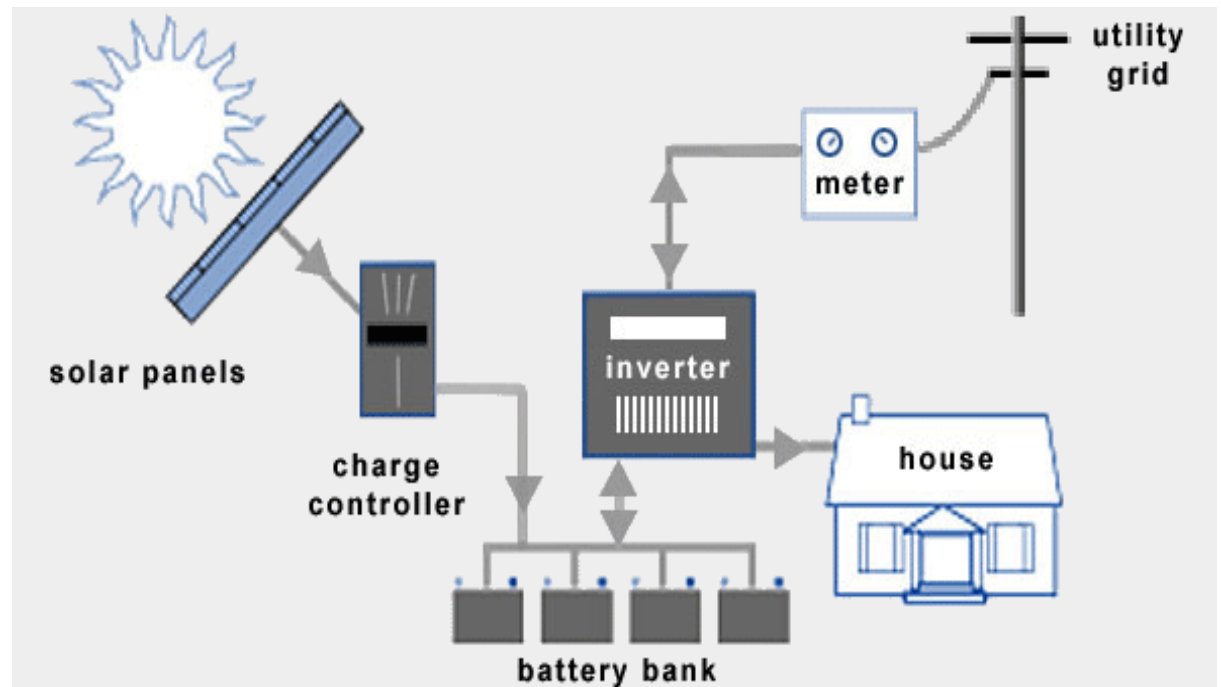 utility
grid
meter
solar panels
inverter
charge
controller
house
battery bank